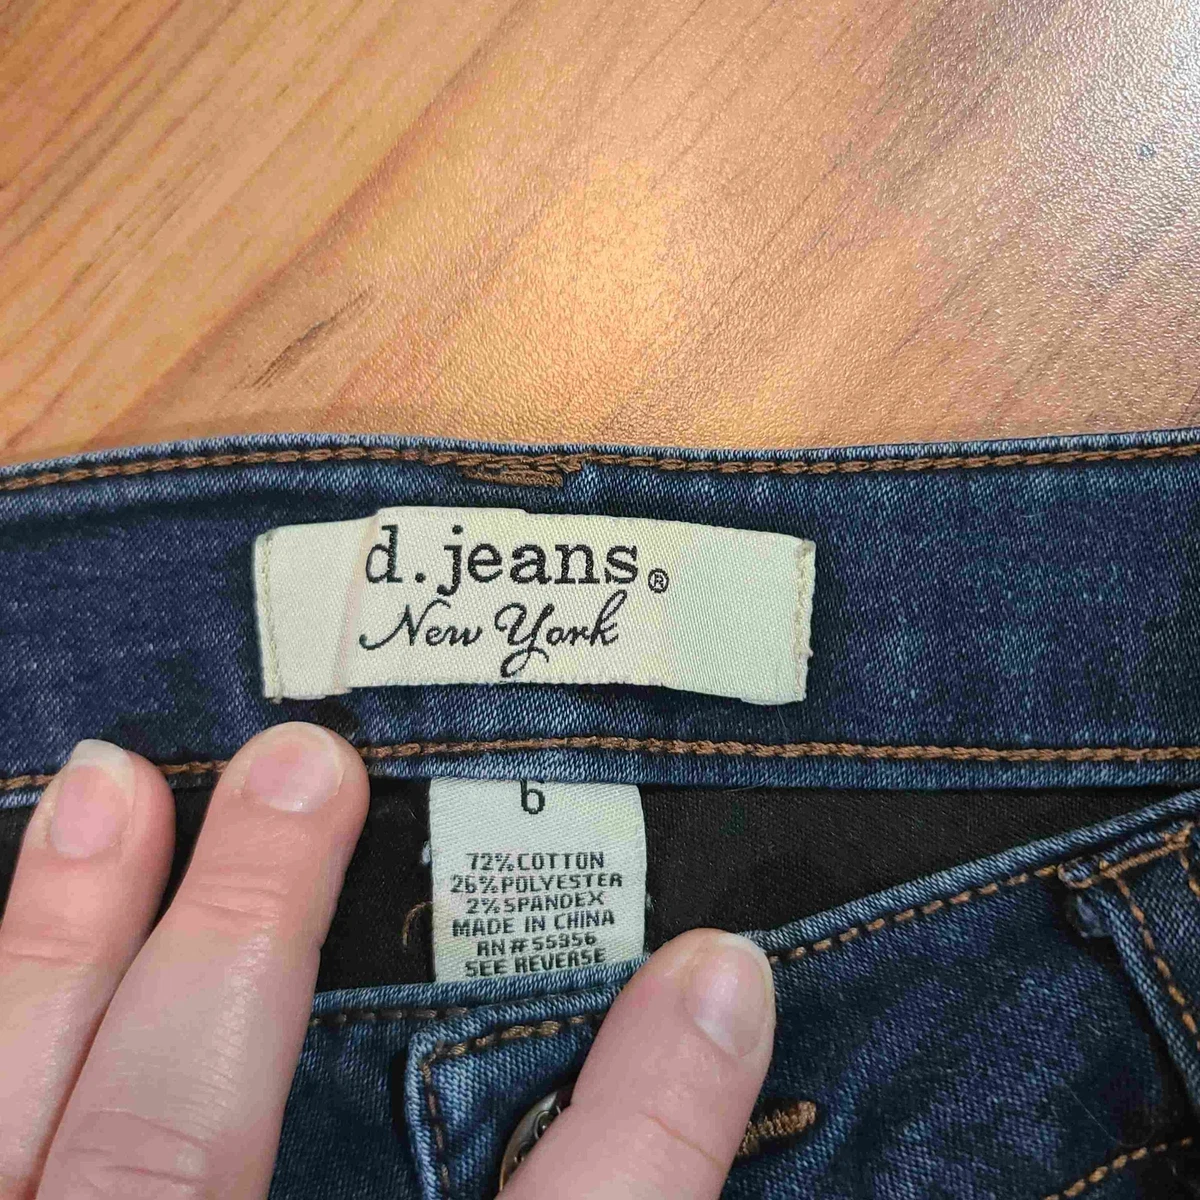 d.jeans®
New York
6
72%COTTON
26%POLYESTER
2%SPANDEX
MADE IN CHINA
RN#55956
SEE REVERSE